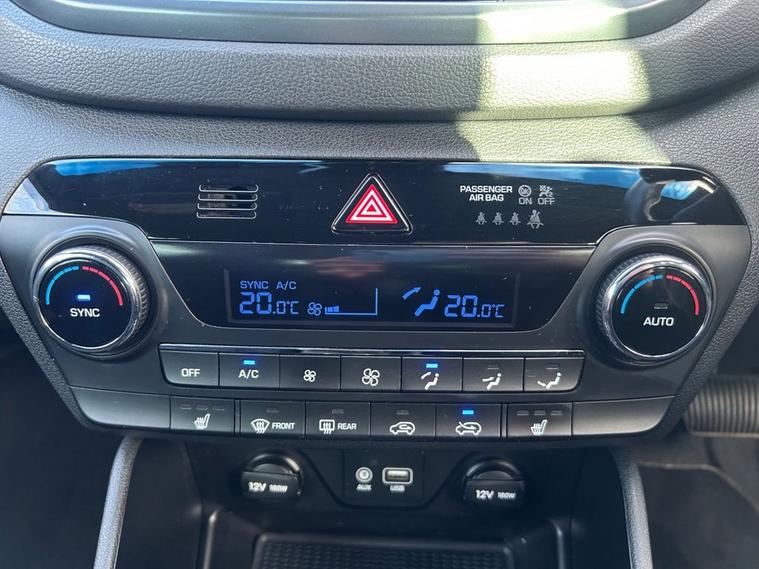 PASSENGER
AIR BAG
ON OFF
SYNC A/C
20.0°C
20.0°C
SYNC
AUTO
OFF
A/C
FRONT
REAR
12V 180W
AUX
USB
12V 180W